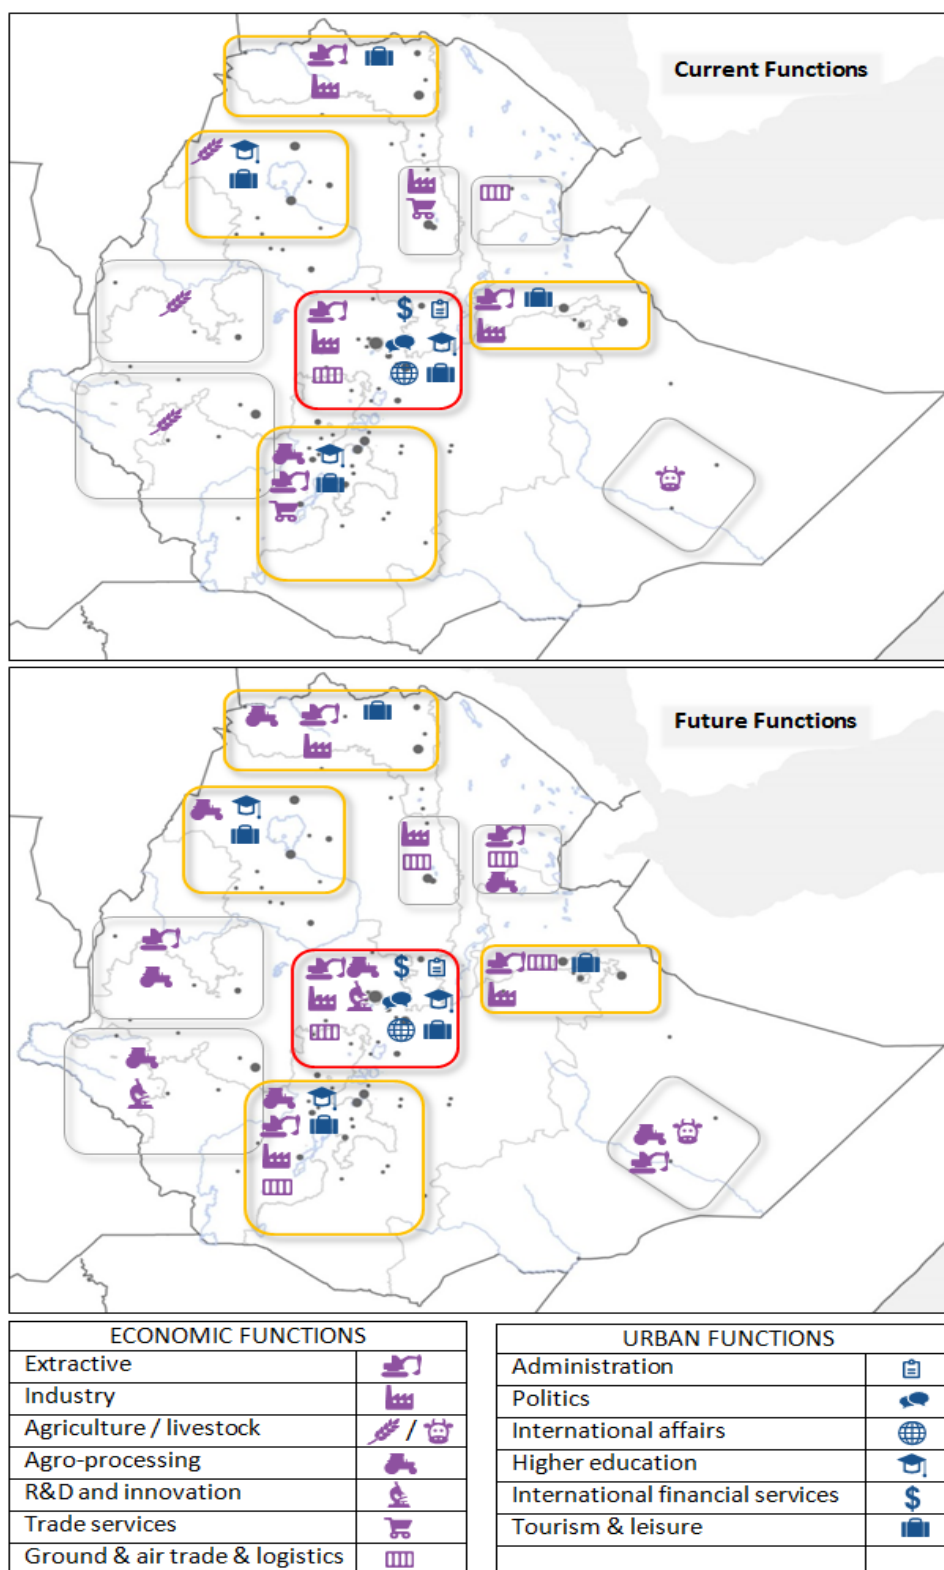 Current Functions
Future Functions
ECONOMIC FUNCTIONS
Extractive
Industry
Agriculture / livestock
/
Agro-processing
R&D and innovation
Trade services
Ground & air trade & logistics
URBAN FUNCTIONS
Administration
Politics
International affairs
Higher education
International financial services
$
Tourism & leisure